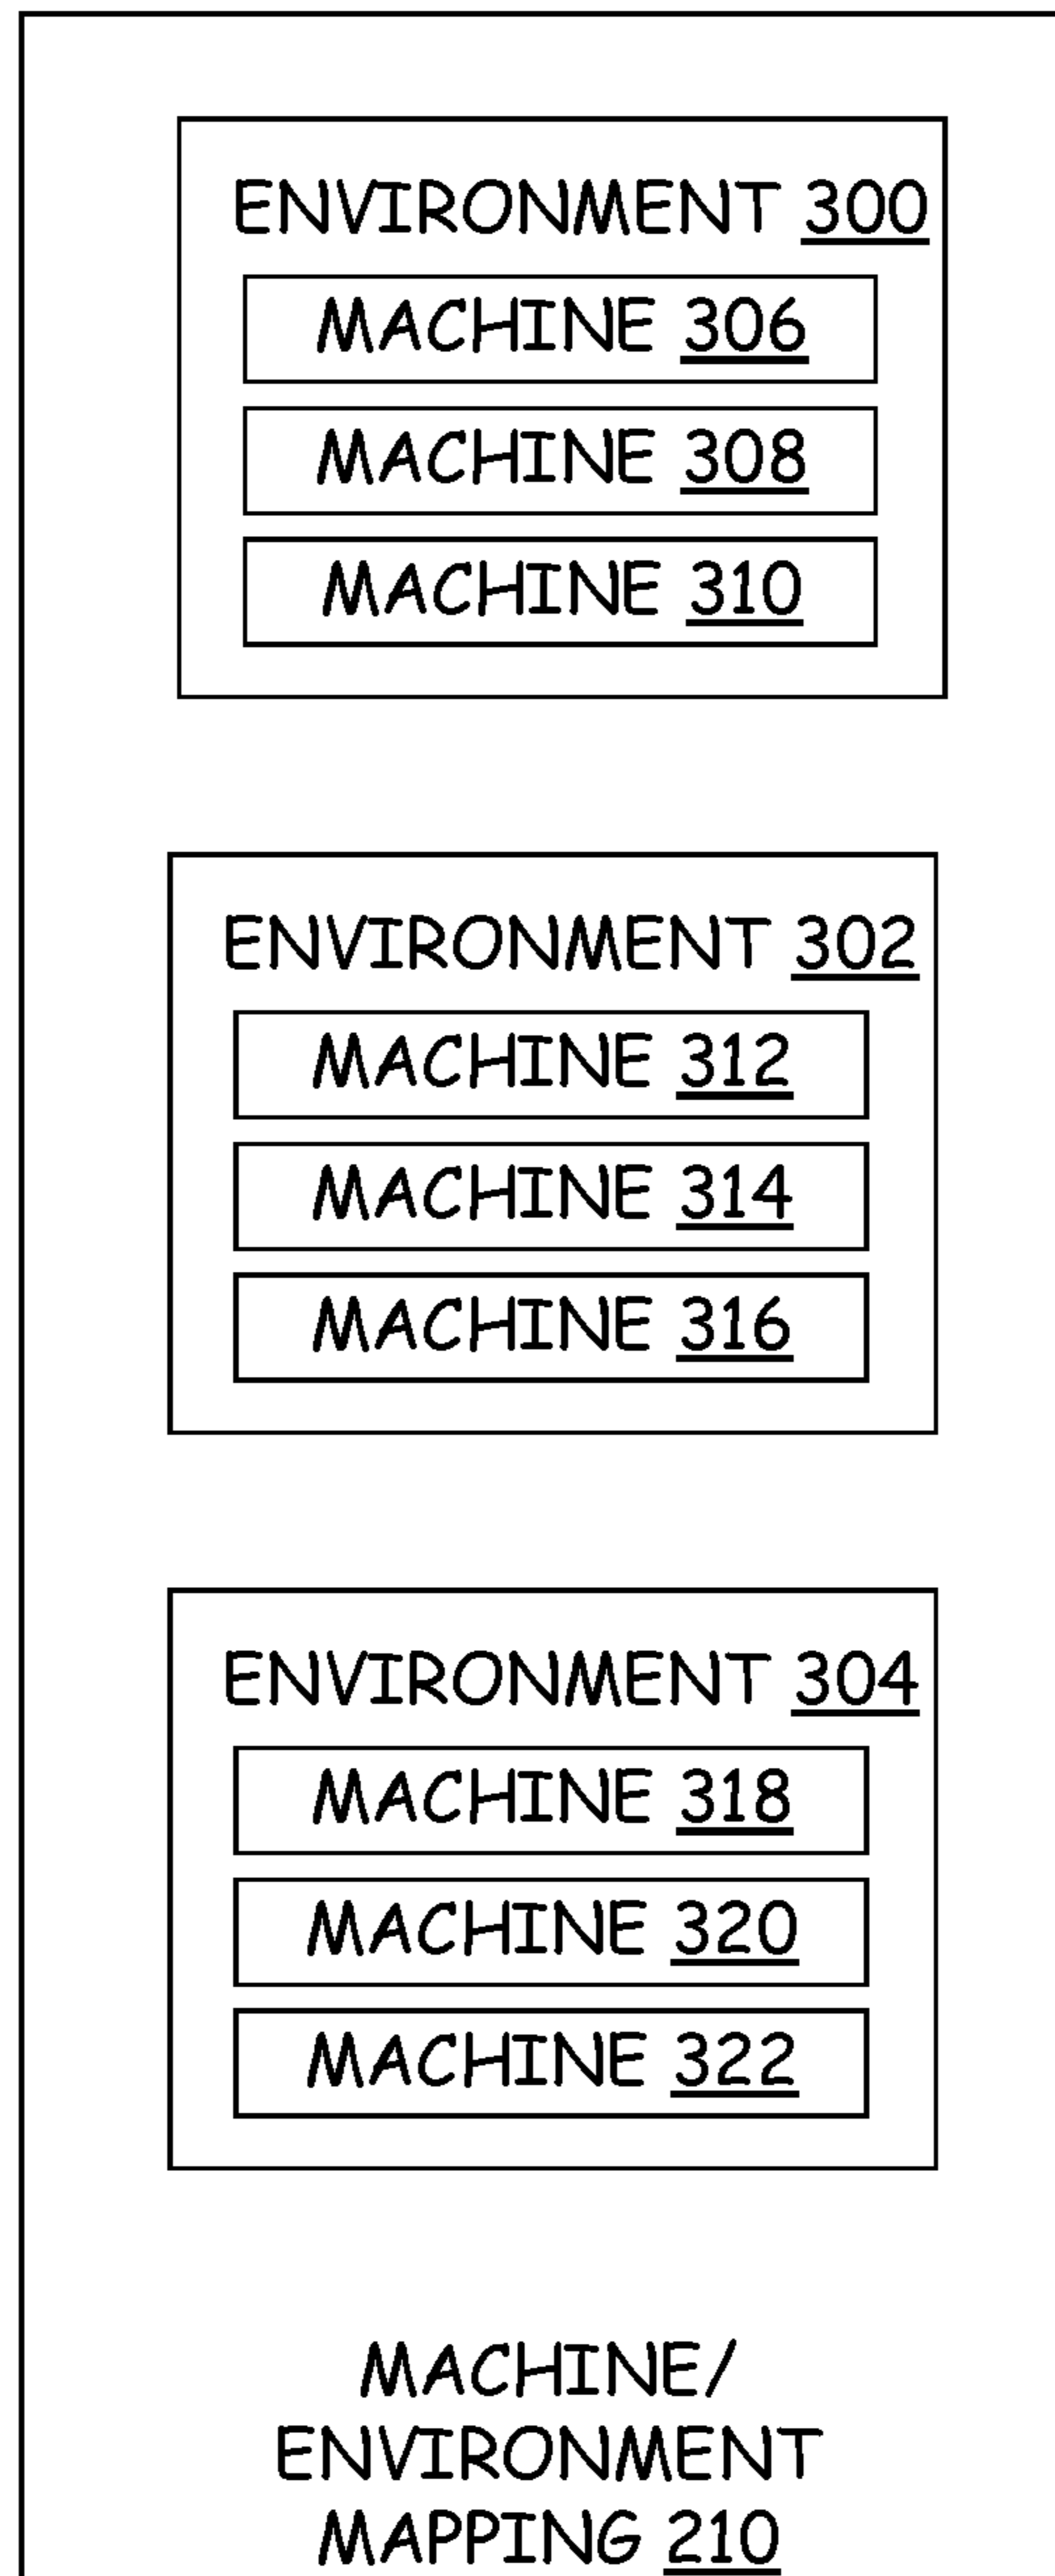 ENVIRONMENT 300
MACHINE 306
MACHINE 308
MACHINE 310
ENVIRONMENT 302
MACHINE 312
MACHINE 314
MACHINE 316
ENVIRONMENT 304
MACHINE 318
MACHINE 320
MACHINE 322
MACHINE/
ENVIRONMENT
MAPPING 210